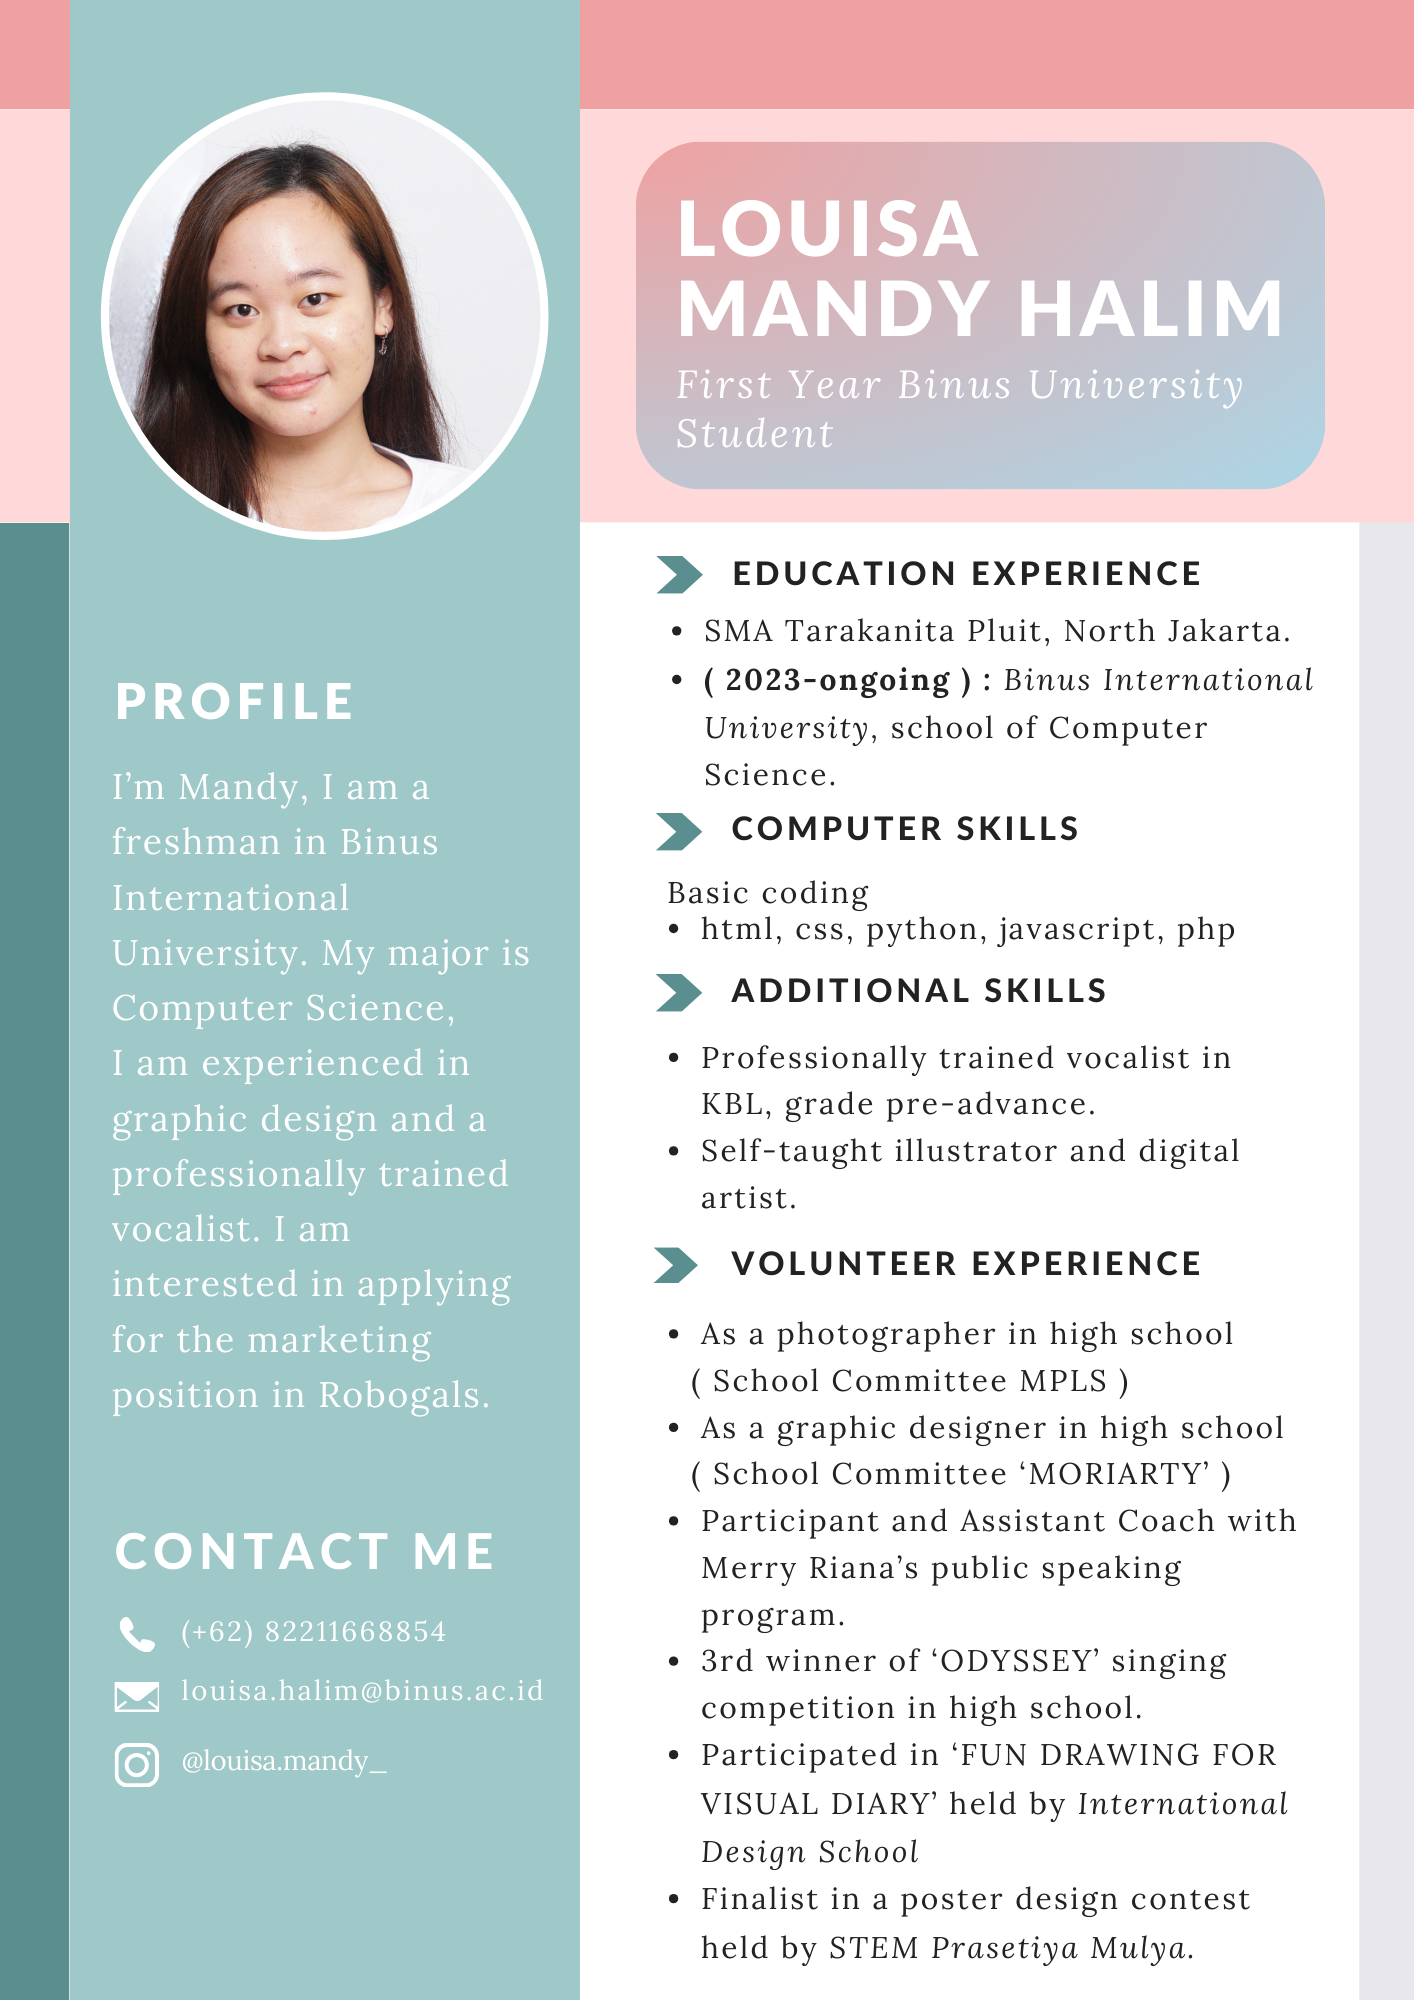 LOUISA
MANDY HALIM
First Year Binus University
Student
PROFILE
I’m Mandy, I am a
freshman in Binus
International
University. My major is
Computer Science,
I am experienced in
graphic design and a
professionally trained
vocalist. I am
interested in applying
for the marketing
position in Robogals.
CONTACT ME
(+62) 82211668854
louisa.halim@binus.ac.id
@louisa.mandy_
EDUCATION EXPERIENCE
• SMA Tarakanita Pluit, North Jakarta.
• ( 2023-ongoing ) : Binus International
University, school of Computer
Science.
COMPUTER SKILLS
Basic coding
• html, css, python, javascript, php
ADDITIONAL SKILLS
• Professionally trained vocalist in
KBL, grade pre-advance.
• Self-taught illustrator and digital
artist.
VOLUNTEER EXPERIENCE
• As a photographer in high school
( School Committee MPLS )
• As a graphic designer in high school
( School Committee ‘MORIARTY’ )
• Participant and Assistant Coach with
Merry Riana’s public speaking
program.
• 3rd winner of ‘ODYSSEY’ singing
competition in high school.
• Participated in ‘FUN DRAWING FOR
VISUAL DIARY’ held by International
Design School
• Finalist in a poster design contest
held by STEM Prasetiya Mulya.